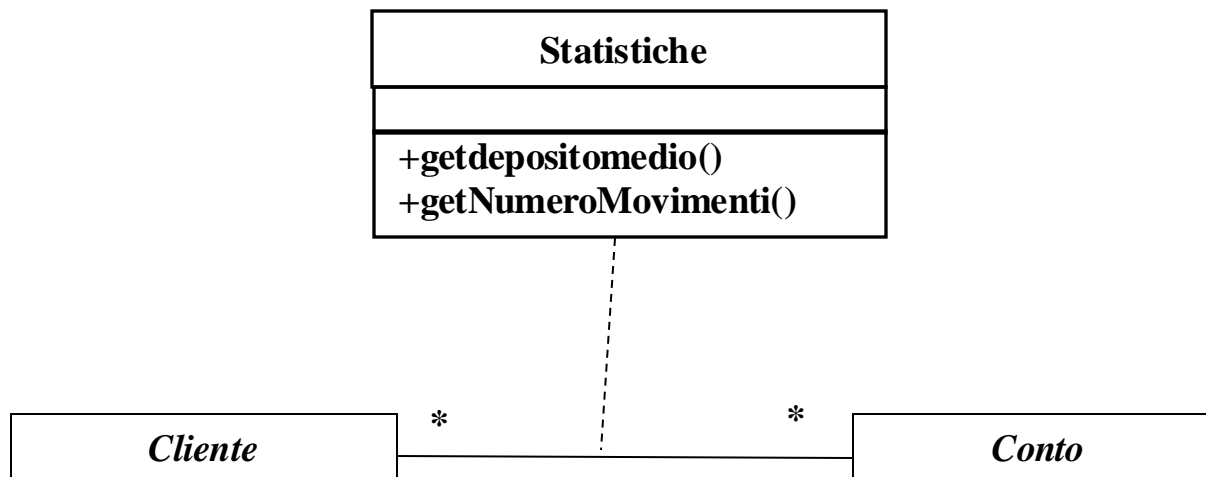 Statistiche
+getdepositomedio()
+getNumeroMovimenti()
* *
Cliente Conto